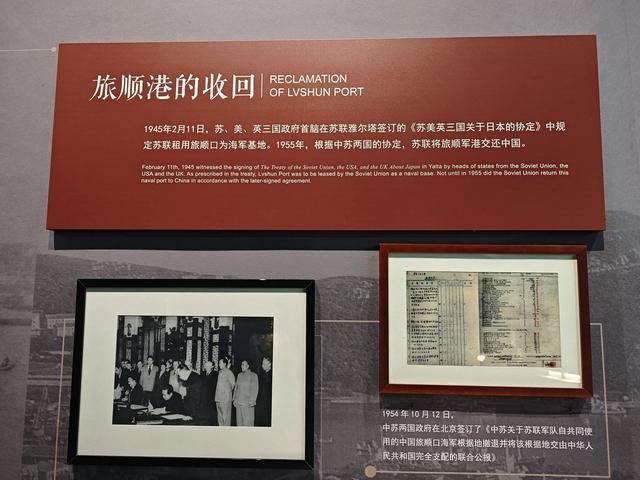 旅顺港的收回
RECLAMATION
OF LVSHUN PORT
1945年2月11日，苏、美、英三国政府首脑在苏联雅尔塔签订的《苏美英三国关于日本的协定》中规
定苏联租用旅顺口为海军基地。1955年，根据中苏两国的协定，苏联将旅顺军港交还中国。
February 11th, 1945 witnessed the signing of The Treaty of the Soviet Union, the USA, and the UK About Japan in Yalta by heads of states from the Soviet Union, the
USA and the UK. As prescribed in the treaty, Lvshun Port was to be leased by the Soviet Union as a naval base. Not until in 1955 did the Soviet Union return this
naval port to China in accordance with the later-signed agreement.
1954 年 10 月 12 日，
中苏两国政府在北京签订了《中苏关于苏联军队自共同使
用的中国旅顺口海军根据地撤退并将该根据地交由中华人
民共和国完全支配的联合公报》